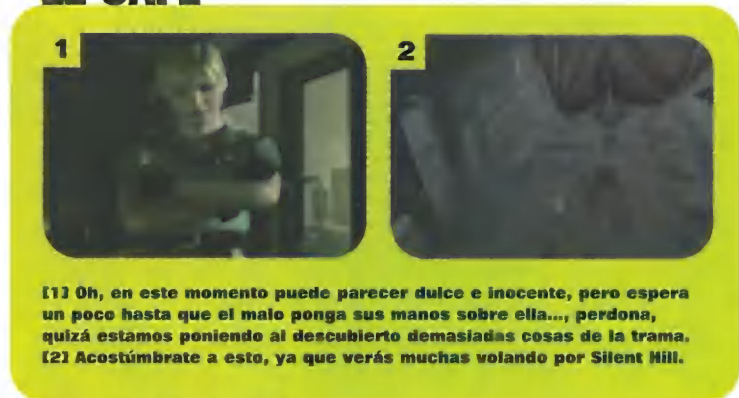 1
2
[1] Oh, en este momento puede parecer dulce e inocente, pero espera
un poco hasta que el malo ponga sus manos sobre ella..., perdona,
quizá estamos poniendo al descubierto demasiadas cosas de la trama.
[2] Acostúmbrate a esto, ya que verás muchas volando por Silent Hill.